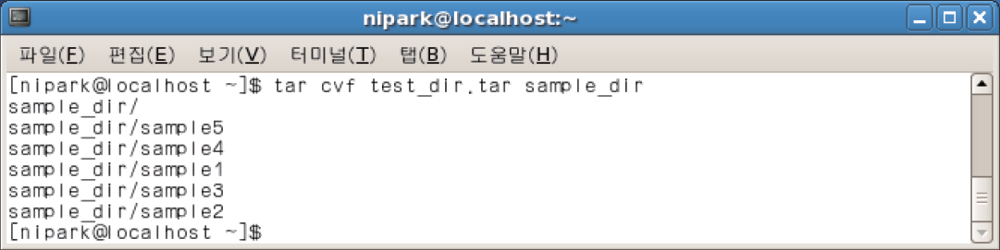 nipark@localhost:~
파일(F) 편집(E) 보기(V) 터미널(T) 탭(B) 도움말(H)
[nipark@localhost ~]$ tar cvf test_dir.tar sample_dir
sample_dir/
sample_dir/sample5
sample_dir/sample4
sample_dir/sample1
sample_dir/sample3
sample_dir/sample2
[nipark@localhost ~]$